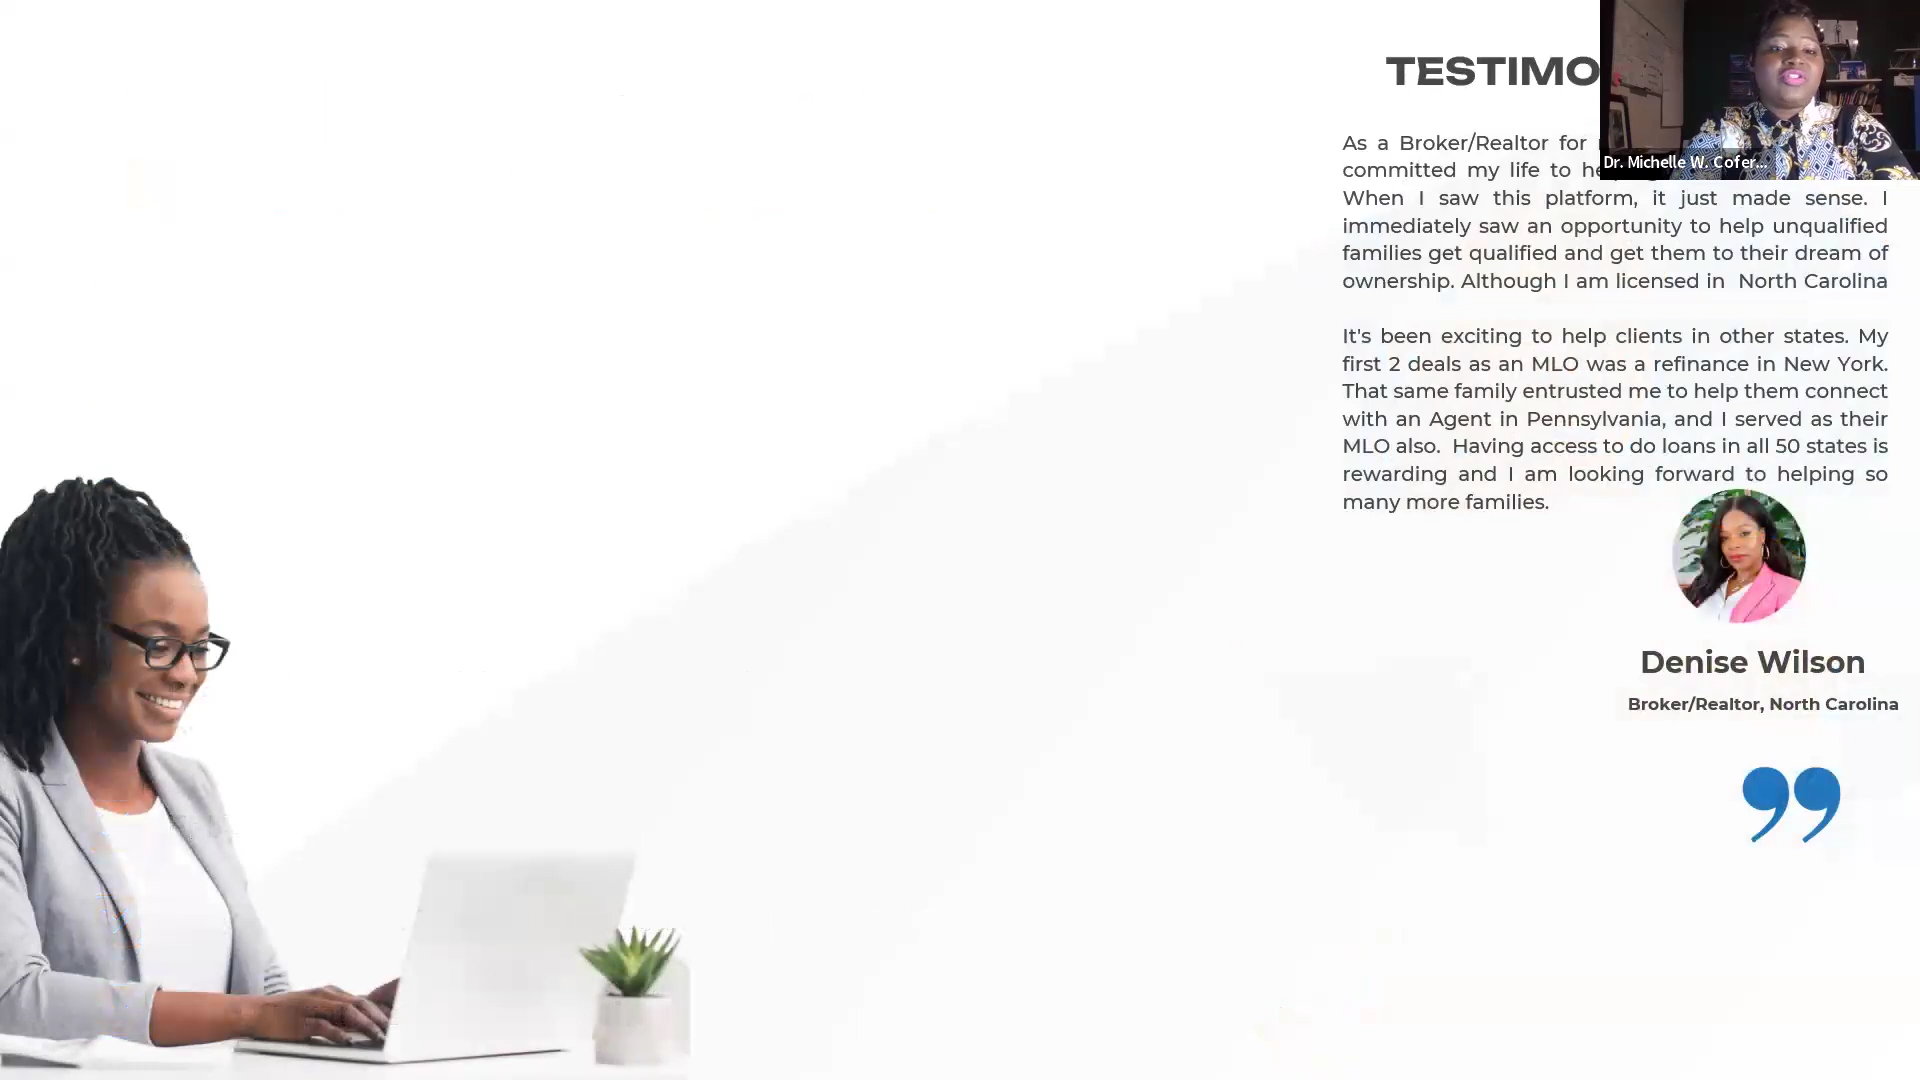 TESTIMO
Dr. Michelle W. Cofer...
As a Broker/Realtor for
committed my life to
When I saw this platform, it just made sense. I
immediately saw an opportunity to help unqualified
families get qualified and get them to their dream of
ownership. Although I am licensed in North Carolina
It's been exciting to help clients in other states. My
first 2 deals as an MLO was a refinance in New York.
That same family entrusted me to help them connect
with an Agent in Pennsylvania, and I served as their
MLO also. Having access to do loans in all 50 states is
rewarding and I am looking forward to helping so
many more families.
Denise Wilson
Broker/Realtor, North Carolina